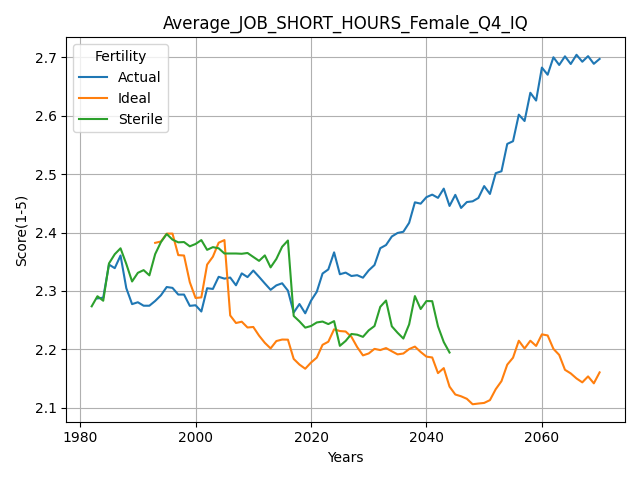 Average_JOB_SHORT_HOURS_Female_Q4_IQ
Fertility
Actual
Ideal
Sterile
Score(1-5)
2.7
2.6
2.5
2.4
2.3
2.2
2.1
1980 2000 2020 2040 2060
Years